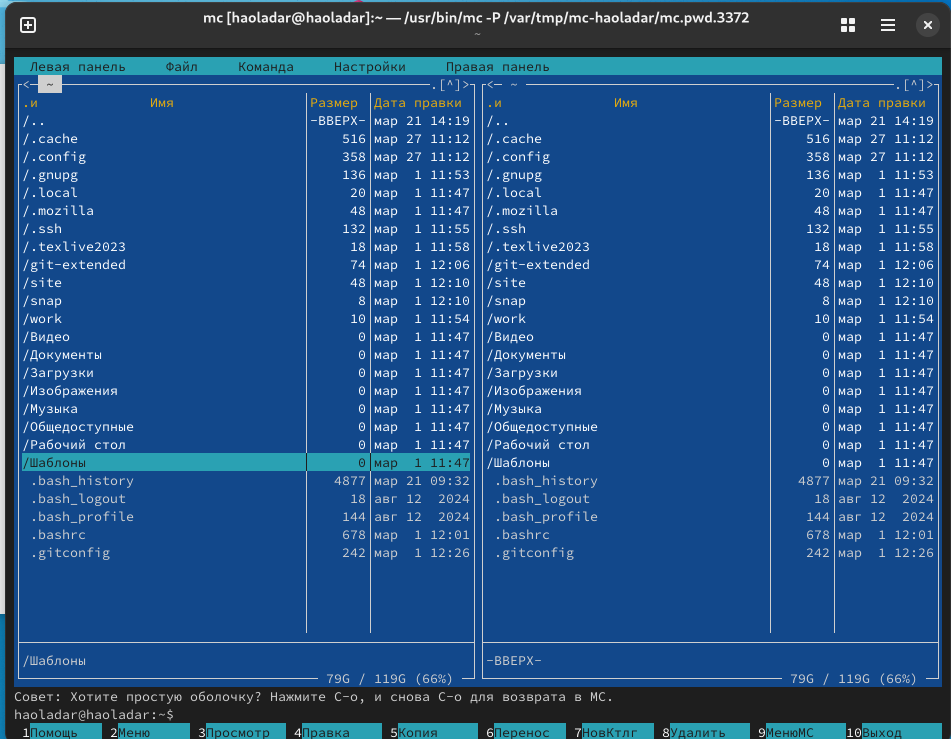 mc [haoladar@haoladar]:~ — /usr/bin/mc -P /var/tmp/mc-haoladar/mc.pwd.3372
~
Левая панель Файл Команда Настройки Правая панель
<─ ~ .[^]> <─ ~ .[^]>
.и Имя Размер Дата правки .и Имя Размер Дата правки
/.. -ВВЕРХ- мар 21 14:19 /.. -ВВЕРХ- мар 21 14:19
/.cache 516 мар 27 11:12 /.cache 516 мар 27 11:12
/.config 358 мар 27 11:12 /.config 358 мар 27 11:12
/.gnupg 136 мар 1 11:53 /.gnupg 136 мар 1 11:53
/.local 20 мар 1 11:47 /.local 20 мар 1 11:47
/.mozilla 48 мар 1 11:47 /.mozilla 48 мар 1 11:47
/.ssh 132 мар 1 11:55 /.ssh 132 мар 1 11:55
/.texlive2023 18 мар 1 11:58 /.texlive2023 18 мар 1 11:58
/git-extended 74 мар 1 12:06 /git-extended 74 мар 1 12:06
/site 48 мар 1 12:10 /site 48 мар 1 12:10
/snap 8 мар 1 12:10 /snap 8 мар 1 12:10
/work 10 мар 1 11:54 /work 10 мар 1 11:54
/Видео 0 мар 1 11:47 /Видео 0 мар 1 11:47
/Документы 0 мар 1 11:47 /Документы 0 мар 1 11:47
/Загрузки 0 мар 1 11:47 /Загрузки 0 мар 1 11:47
/Изображения 0 мар 1 11:47 /Изображения 0 мар 1 11:47
/Музыка 0 мар 1 11:47 /Музыка 0 мар 1 11:47
/Общедоступные 0 мар 1 11:47 /Общедоступные 0 мар 1 11:47
/Рабочий стол 0 мар 1 11:47 /Рабочий стол 0 мар 1 11:47
/Шаблоны 0 мар 1 11:47 /Шаблоны 0 мар 1 11:47
.bash_history 4877 мар 21 09:32 .bash_history 4877 мар 21 09:32
.bash_logout 18 авг 12 2024 .bash_logout 18 авг 12 2024
.bash_profile 144 авг 12 2024 .bash_profile 144 авг 12 2024
.bashrc 678 мар 1 12:01 .bashrc 678 мар 1 12:01
.gitconfig 242 мар 1 12:26 .gitconfig 242 мар 1 12:26
/Шаблоны -ВВЕРХ-
79G / 119G (66%) 79G / 119G (66%)
Совет: Хотите простую оболочку? Нажмите C-o, и снова C-o для возврата в MC.
haoladar@haoladar:~$
1Помощь 2Меню 3Просмотр 4Правка 5Копия 6Перенос 7НовКтлг 8Удалить 9МенюMC 10Выход